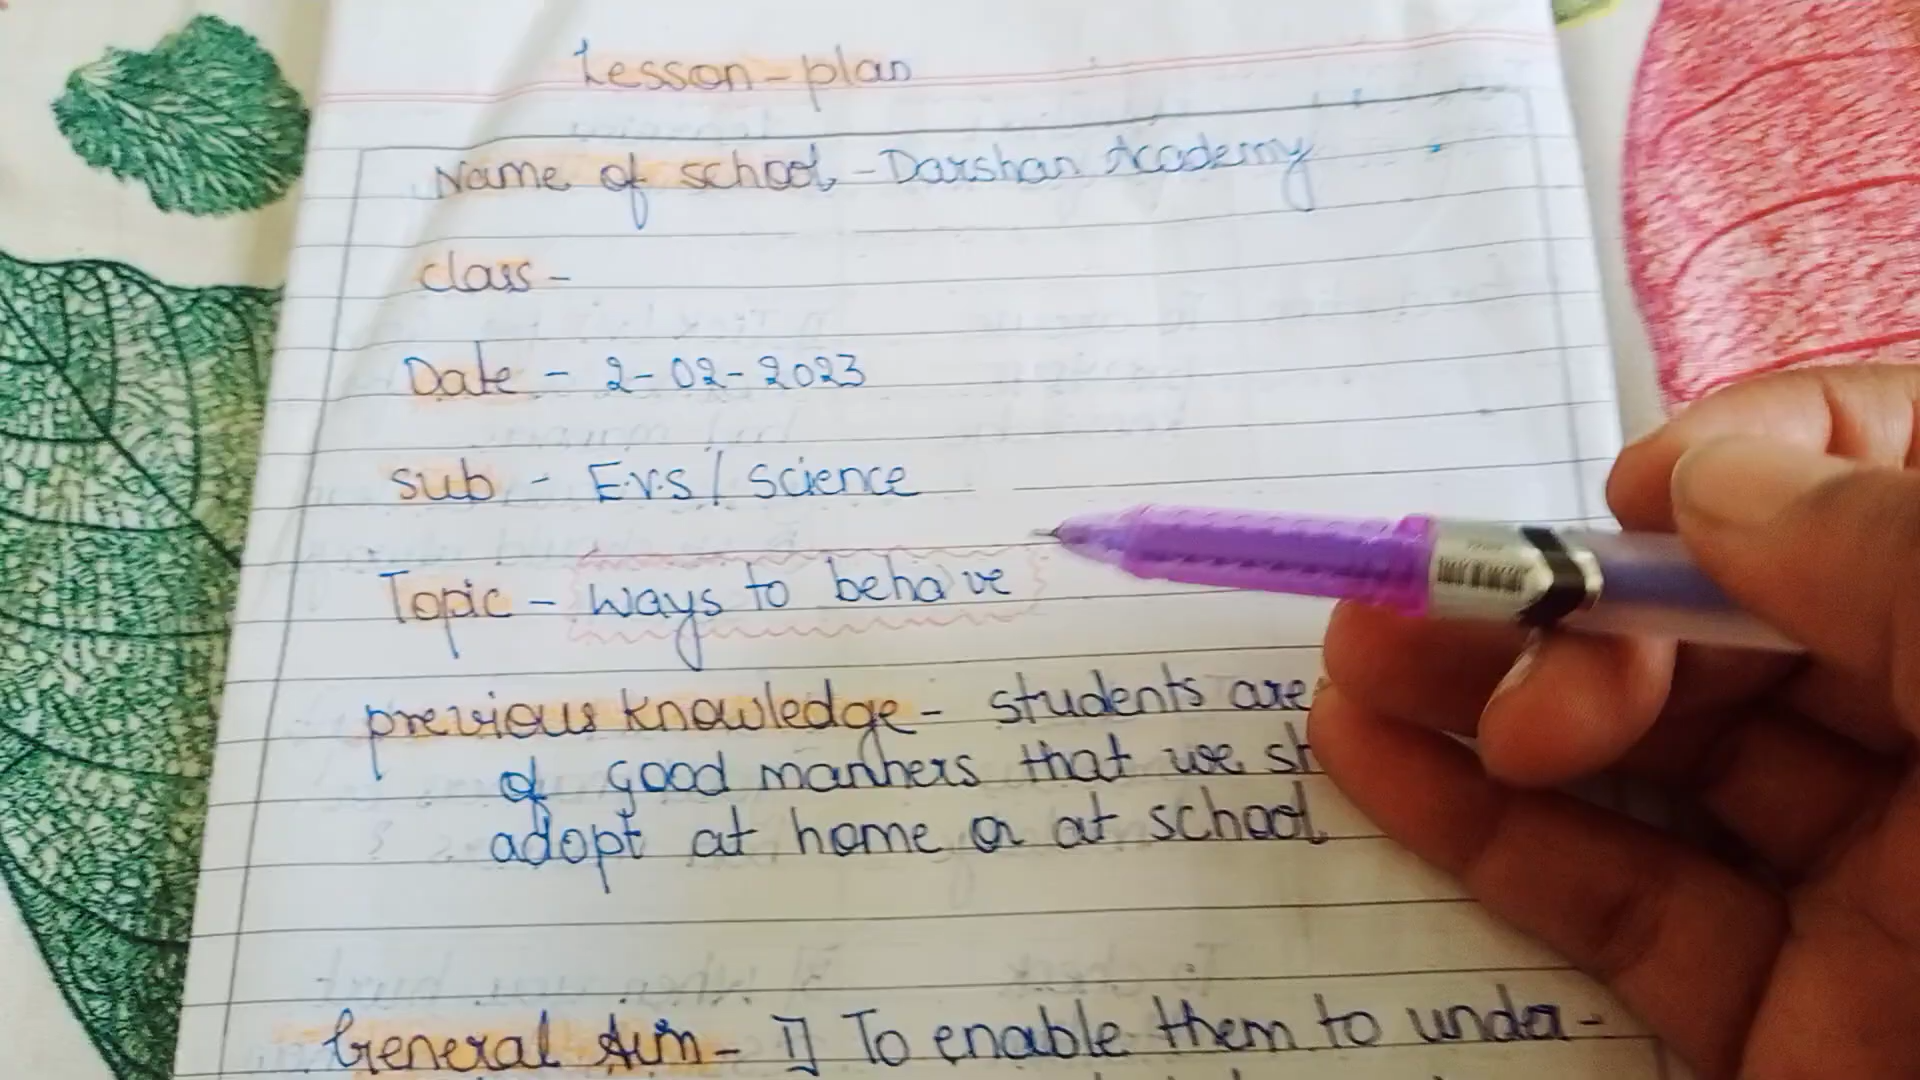 Lesson-plan
Name of school - Darshan Academy
class -
Date - 2-02-2023
sub - E.V.S / Science
Topic - ways to behave
previous knowledge - students are
of good manners that we sh
adopt at home or at school
General Aim - 1] To enable them to under-